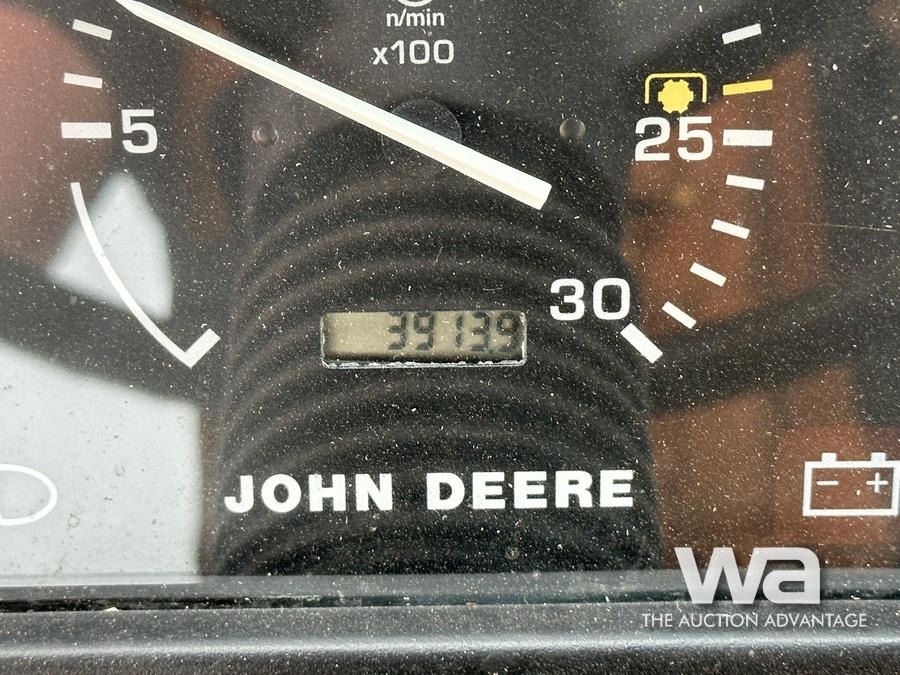 n/min
x100
5
25
30
39139
JOHN DEERE
- +
wa
THE AUCTION ADVANTAGE